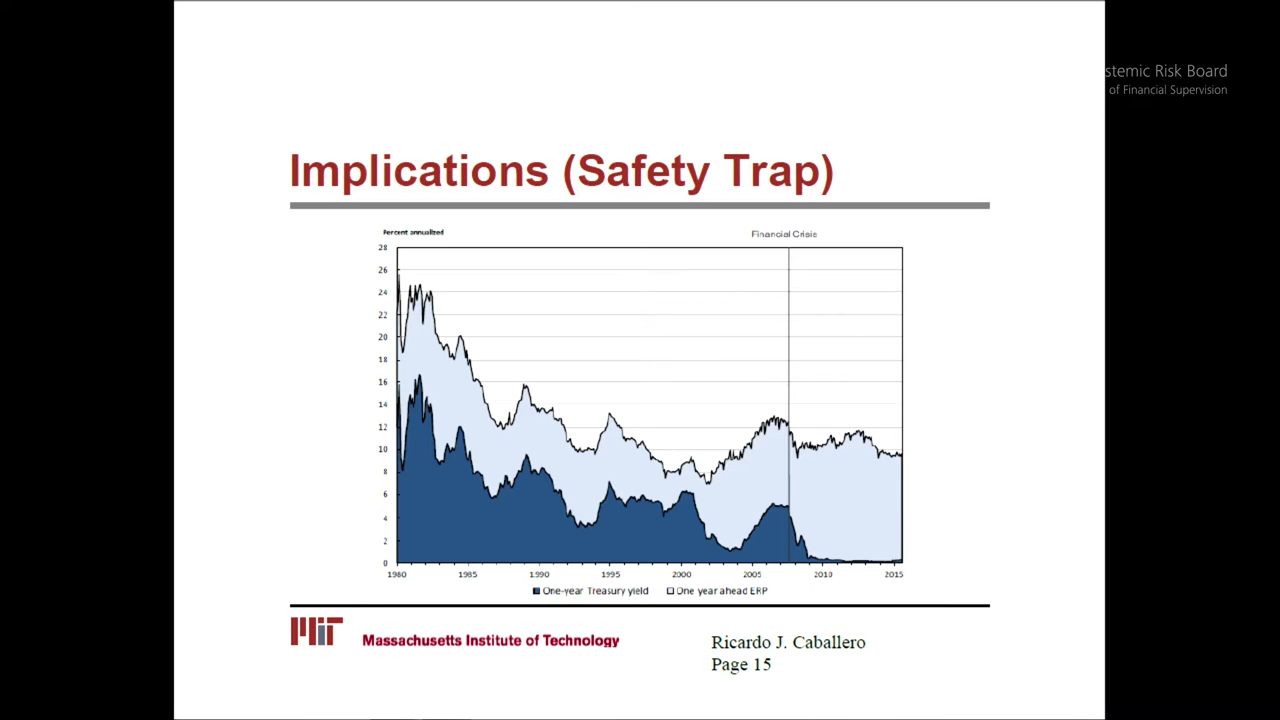 stemic Risk Board
of Financial Supervision
Implications (Safety Trap)
Percent annualized
Financial Crisis
28
26
24
22
20
18
16
14
12
10
8
6
4
2
0
1980 1985 1990 1995 2000 2005 2010 2015
One-year Treasury yield One year ahead ERP
MIT Massachusetts Institute of Technology
Ricardo J. Caballero
Page 15